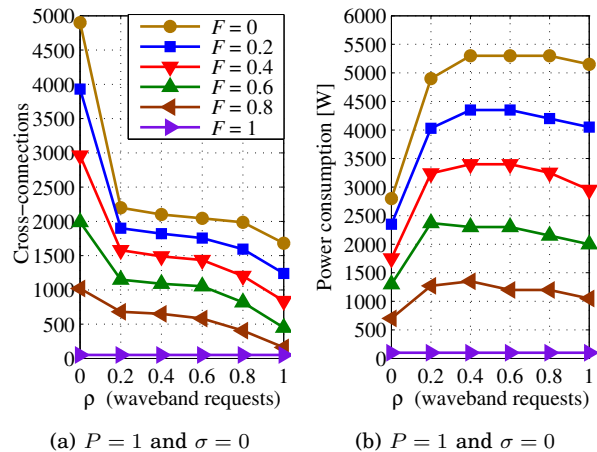 5000
4500
4000
3500
3000
2500
2000
1500
1000
500
0
Cross−connections
F = 0
F = 0.2
F = 0.4
F = 0.6
F = 0.8
F = 1
0 0.2 0.4 0.6 0.8 1
ρ (waveband requests)
(a) P = 1 and σ = 0
6000
5500
5000
4500
4000
3500
3000
2500
2000
1500
1000
500
0
Power consumption [W]
0 0.2 0.4 0.6 0.8 1
ρ (waveband requests)
(b) P = 1 and σ = 0